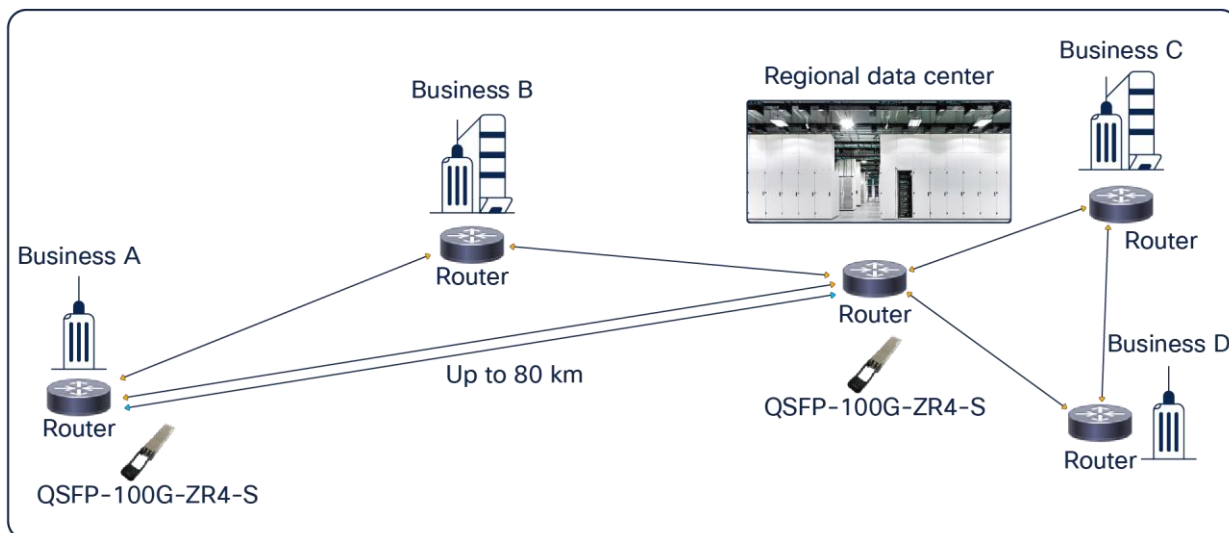 Business C
Regional data center
Business B
Router
Business A
Router
Router
Business D
Up to 80 km
QSFP-100G-ZR4-S
Router
Router
QSFP-100G-ZR4-S